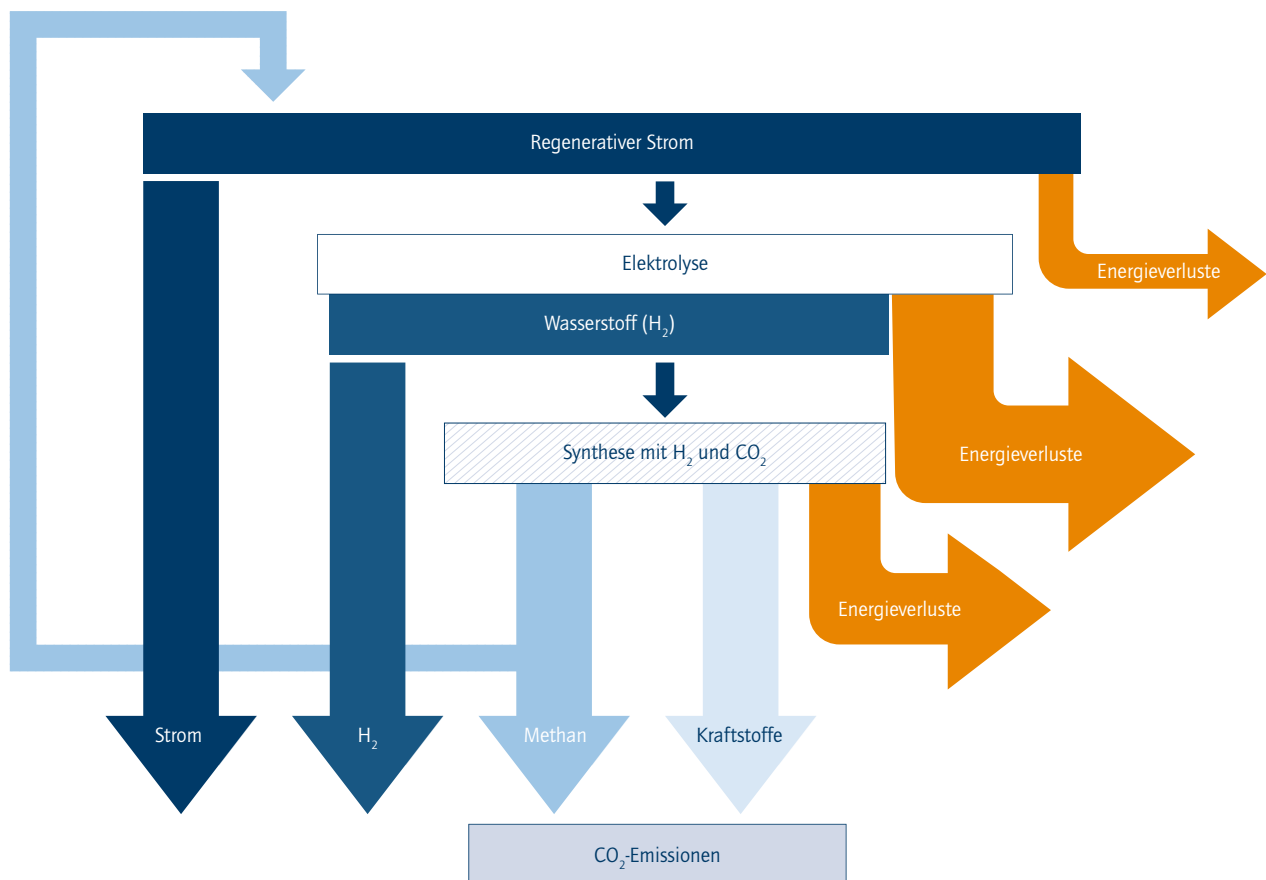 Regenerativer Strom
Elektrolyse
Energieverluste
Wasserstoff (H₂)
Synthese mit H₂ und CO₂
Energieverluste
Energieverluste
Strom
H₂
Methan
Kraftstoffe
CO₂-Emissionen